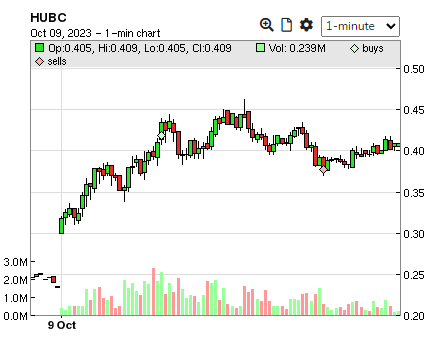 HUBC
Oct 09, 2023 - 1-min chart
1-minute
Op:0.405, Hi:0.409, Lo:0.405, Cl:0.409 Vol: 0.239M buys
sells
0.50
0.45
0.40
0.35
0.30
3.0M 0.25
2.0M
1.0M
0.0M 0.20
9 Oct